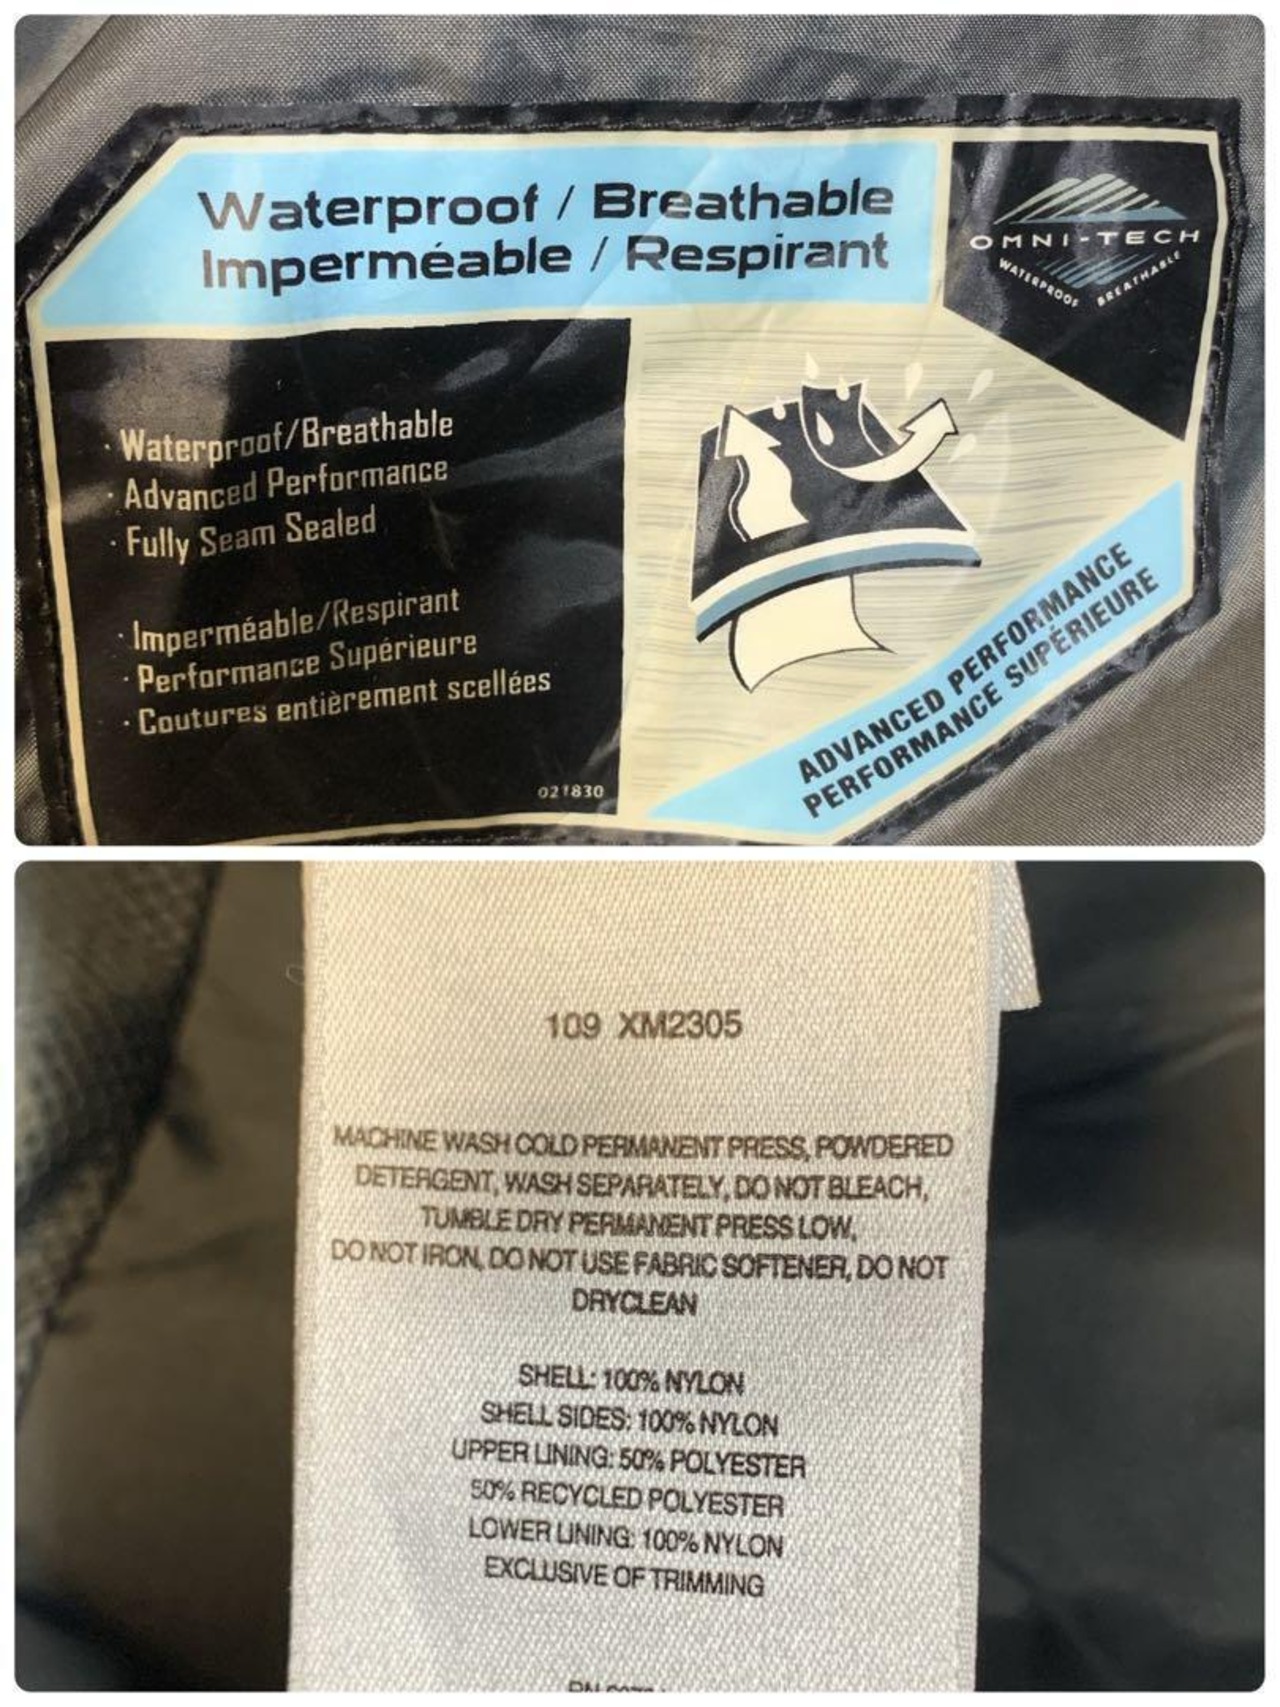 Waterproof / Breathable
Imperméable / Respirant
OMNI-TECH
WATERPROOF BREATHABLE
· Waterproof/Breathable
· Advanced Performance
· Fully Seam Sealed
· Imperméable/Respirant
· Performance Supérieure
· Coutures entièrement scellées
021830
ADVANCED PERFORMANCE
PERFORMANCE SUPÉRIEURE
109 XM2305
MACHINE WASH COLD PERMANENT PRESS, POWDERED
DETERGENT, WASH SEPARATELY, DO NOT BLEACH,
TUMBLE DRY PERMANENT PRESS LOW,
DO NOT IRON, DO NOT USE FABRIC SOFTENER, DO NOT
DRYCLEAN
SHELL: 100% NYLON
SHELL SIDES: 100% NYLON
UPPER LINING: 50% POLYESTER
50% RECYCLED POLYESTER
LOWER LINING: 100% NYLON
EXCLUSIVE OF TRIMMING